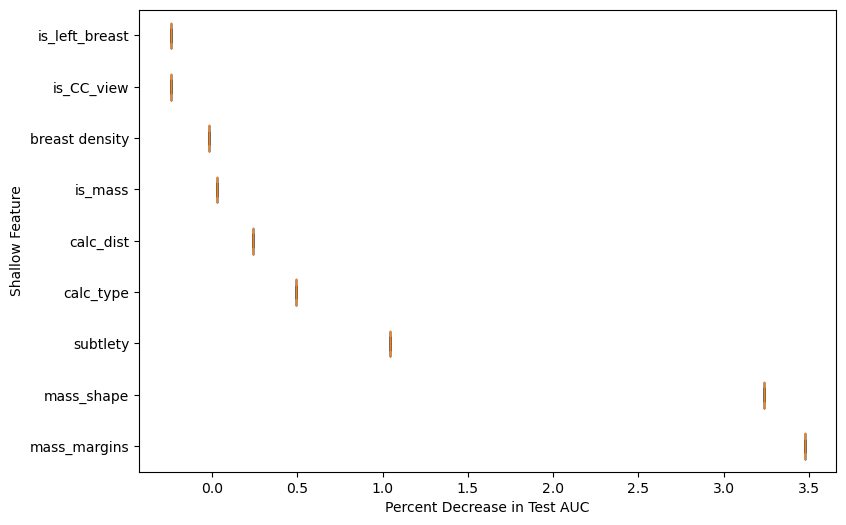 is_left_breast
is_CC_view
breast density
is_mass
calc_dist
calc_type
subtlety
mass_shape
mass_margins
Shallow Feature
0.0 0.5 1.0 1.5 2.0 2.5 3.0 3.5
Percent Decrease in Test AUC